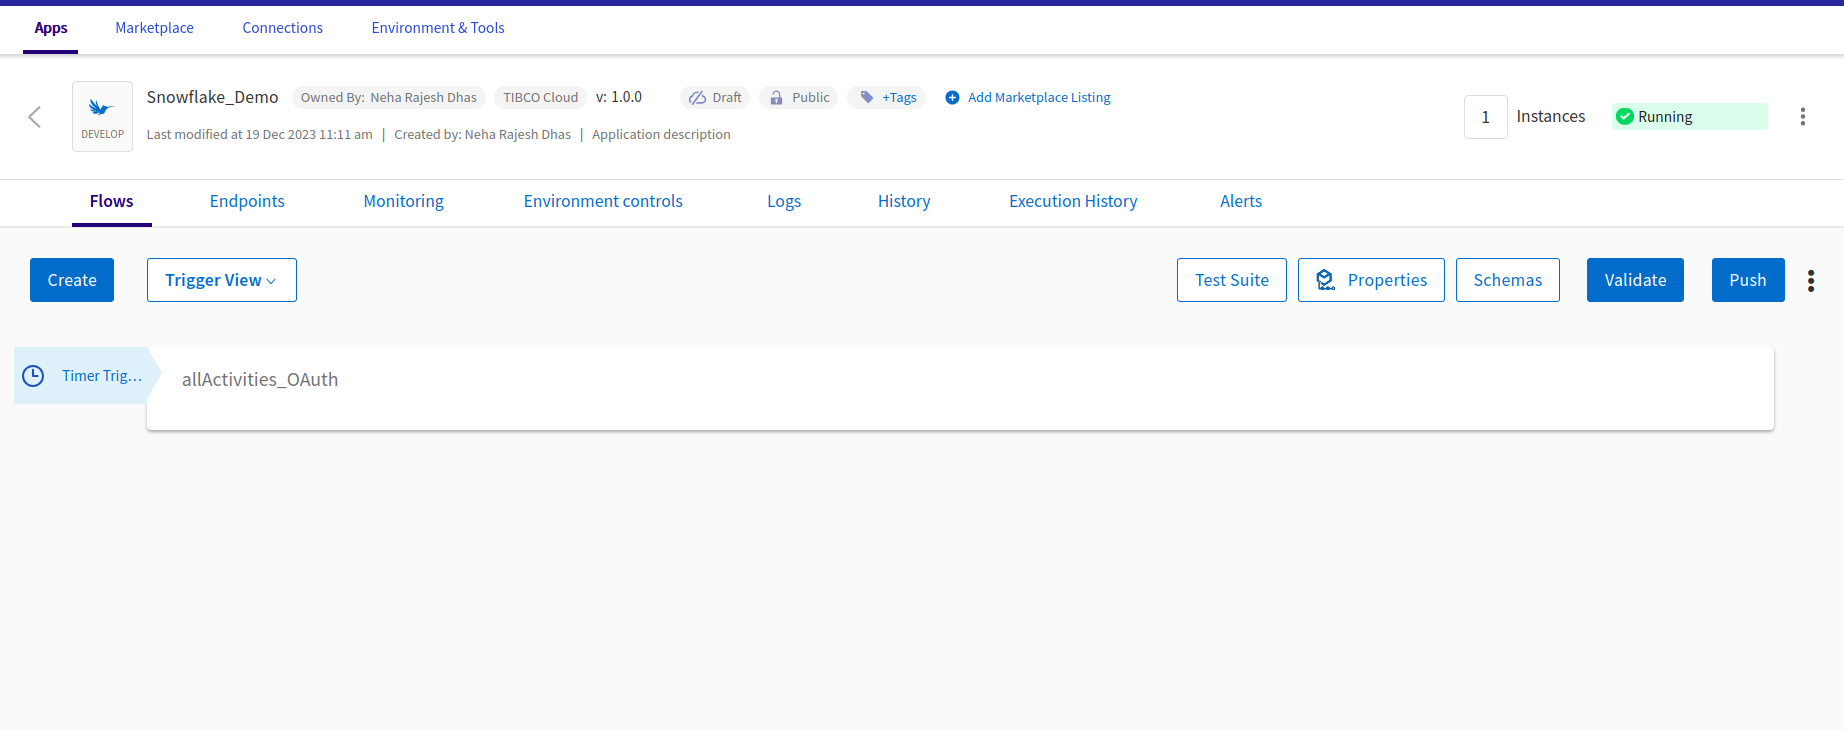 Apps Marketplace Connections Environment & Tools
DEVELOP
Snowflake_Demo Owned By: Neha Rajesh Dhas TIBCO Cloud v: 1.0.0 Draft Public +Tags Add Marketplace Listing
Last modified at 19 Dec 2023 11:11 am | Created by: Neha Rajesh Dhas | Application description
1 Instances Running
Flows Endpoints Monitoring Environment controls Logs History Execution History Alerts
Create Trigger View Test Suite Properties Schemas Validate Push
Timer Trig... allActivities_OAuth